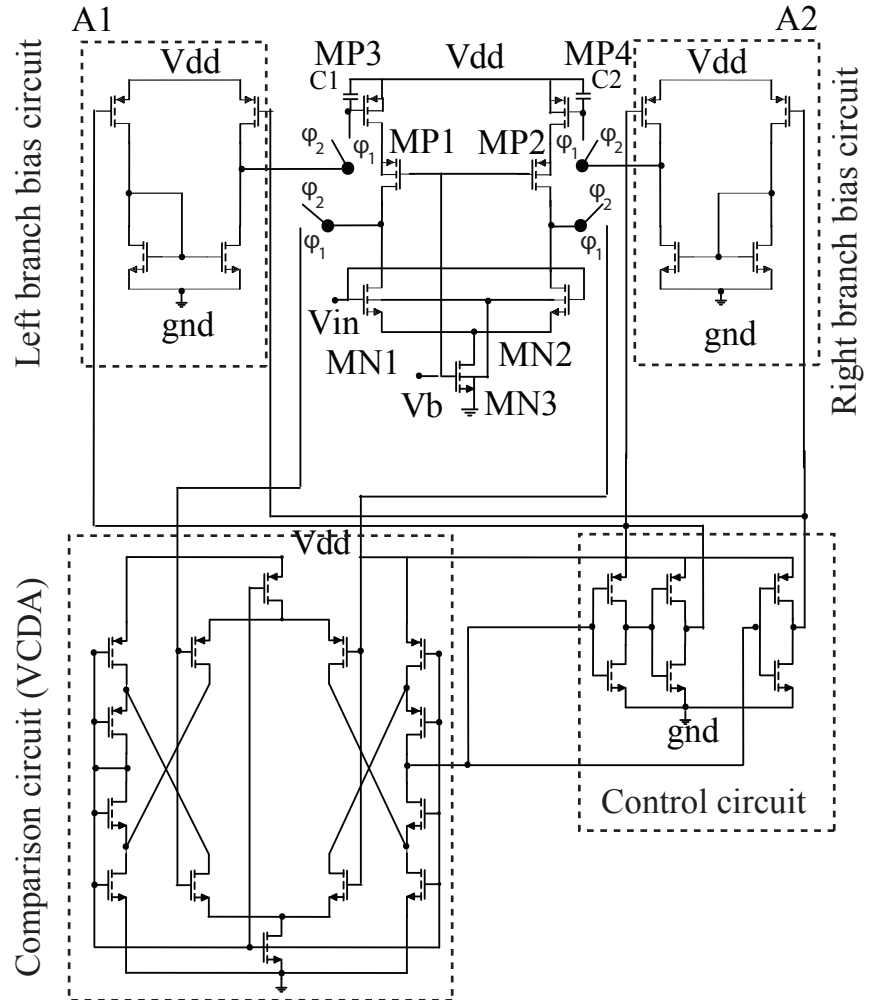 A1
A2
Left branch bias circuit
Vdd
gnd
MP3
C1
Vdd
MP4
C2
φ2
φ1
MP1
MP2
φ1
φ2
φ2
φ1
φ2
φ1
Vin
MN1
MN2
Vb
MN3
Vdd
gnd
Right branch bias circuit
Comparison circuit (VCDA)
Vdd
gnd
Control circuit